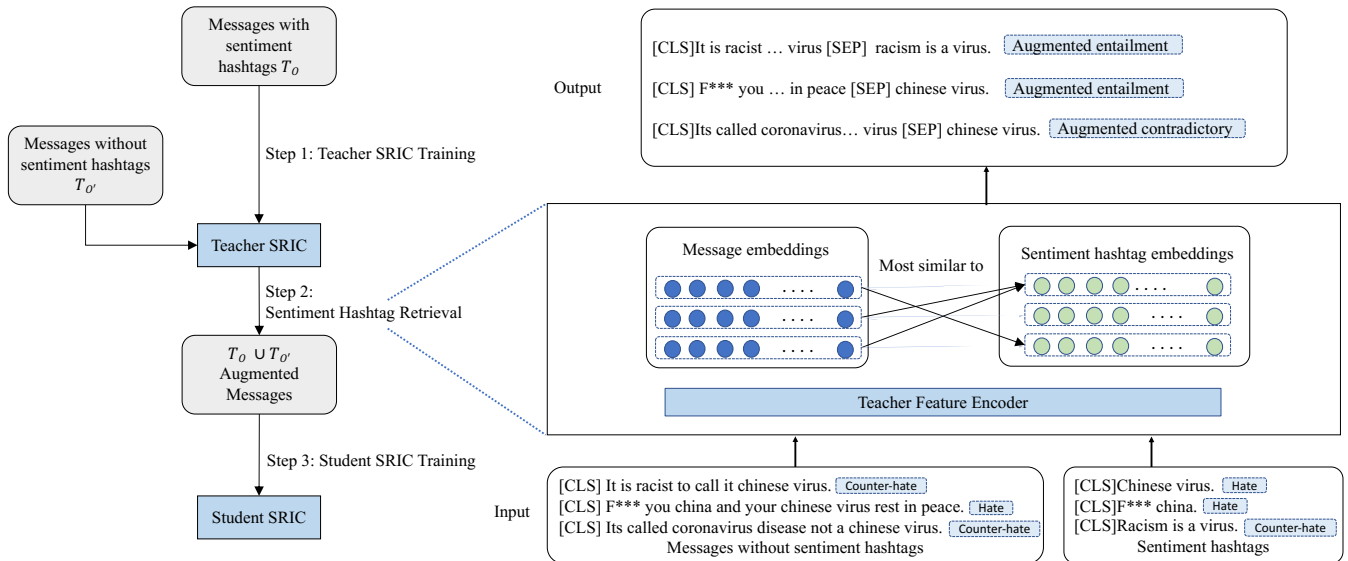 Messages with
sentiment
hashtags T_O
Messages without
sentiment hashtags
T_O'
Step 1: Teacher SRIC Training
Teacher SRIC
Step 2:
Sentiment Hashtag Retrieval
T_O ∪ T_O'
Augmented
Messages
Step 3: Student SRIC Training
Student SRIC
Output
[CLS]It is racist … virus [SEP] racism is a virus. Augmented entailment
[CLS] F*** you … in peace [SEP] chinese virus. Augmented entailment
[CLS]Its called coronavirus… virus [SEP] chinese virus. Augmented contradictory
Message embeddings
Most similar to
Sentiment hashtag embeddings
....
....
....
....
....
....
Teacher Feature Encoder
Input
[CLS] It is racist to call it chinese virus. Counter-hate
[CLS] F*** you china and your chinese virus rest in peace. Hate
[CLS] Its called coronavirus disease not a chinese virus. Counter-hate
Messages without sentiment hashtags
[CLS]Chinese virus. Hate
[CLS]F*** china. Hate
[CLS]Racism is a virus. Counter-hate
Sentiment hashtags